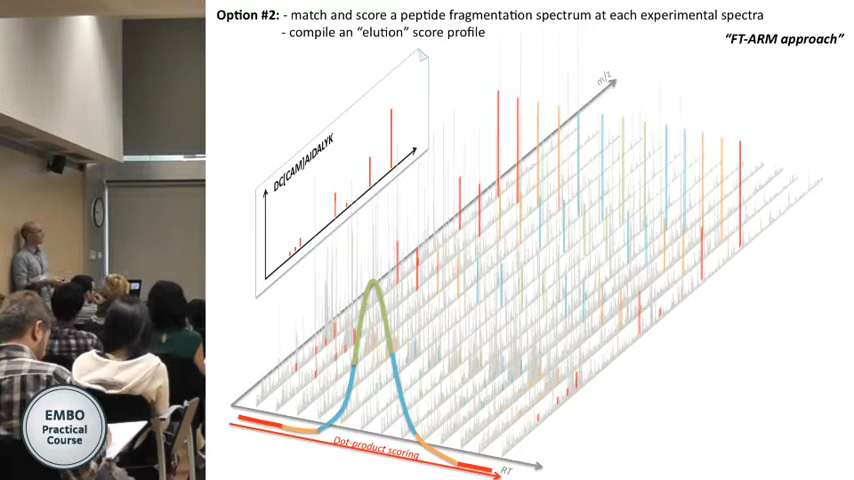 Option #2: - match and score a peptide fragmentation spectrum at each experimental spectra
- compile an “elution” score profile
“FT-ARM approach”
m/z
DC[CAM]AIDALYK
Dot-product scoring
RT
EMBO
Practical
Course